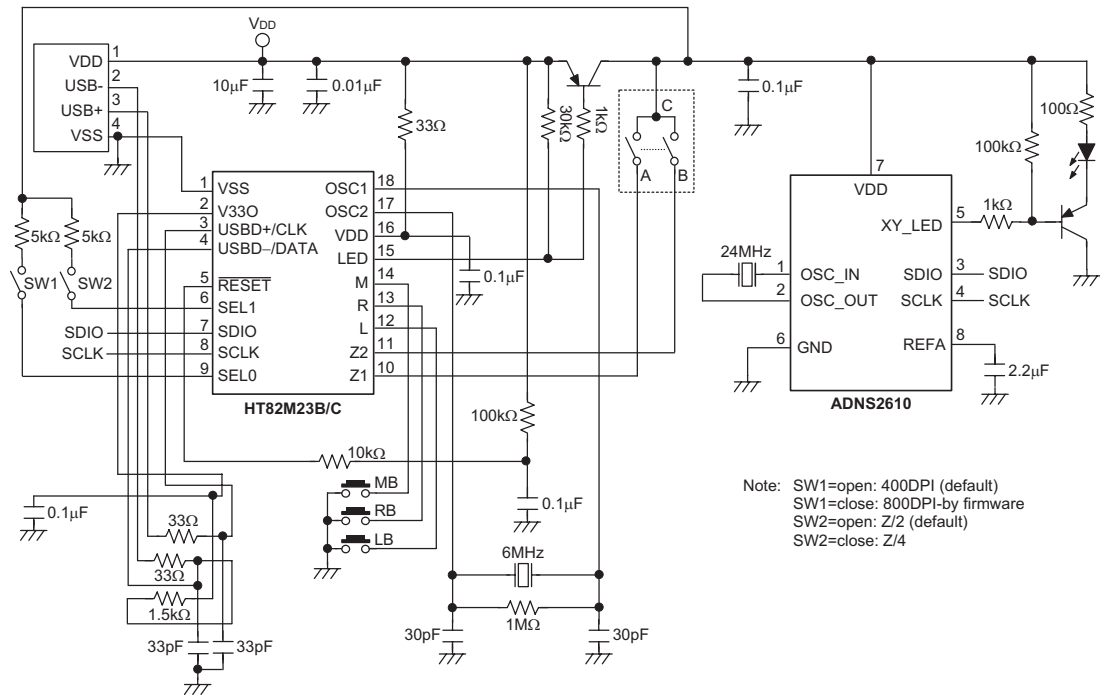 VDD
VDD 1
USB- 2
USB+ 3
VSS 4
10μF
0.01μF
33Ω
30kΩ
1kΩ
C
A
B
0.1μF
100Ω
100kΩ
5kΩ
5kΩ
SW1
SW2
SDIO
SCLK
1 VSS
2 V33O
3 USBD+/CLK
4 USBD−/DATA
5 RESET
6 SEL1
7 SDIO
8 SCLK
9 SEL0
OSC1 18
OSC2 17
VDD 16
LED 15
M 14
R 13
L 12
Z2 11
Z1 10
HT82M23B/C
0.1μF
7
VDD
XY_LED 5
1kΩ
24MHz
1 OSC_IN
2 OSC_OUT
6 GND
SDIO 3 SDIO
SCLK 4 SCLK
REFA 8
2.2μF
ADNS2610
100kΩ
10kΩ
0.1μF
MB
RB
LB
0.1μF
33Ω
33Ω
1.5kΩ
33pF
33pF
6MHz
1MΩ
30pF
30pF
Note: SW1=open: 400DPI (default)
SW1=close: 800DPI-by firmware
SW2=open: Z/2 (default)
SW2=close: Z/4